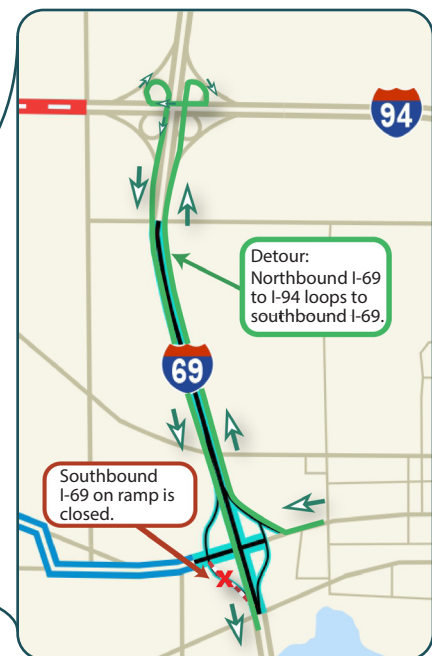 94
Detour:
Northbound I-69
to I-94 loops to
southbound I-69.
69
Southbound
I-69 on ramp is
closed.
X